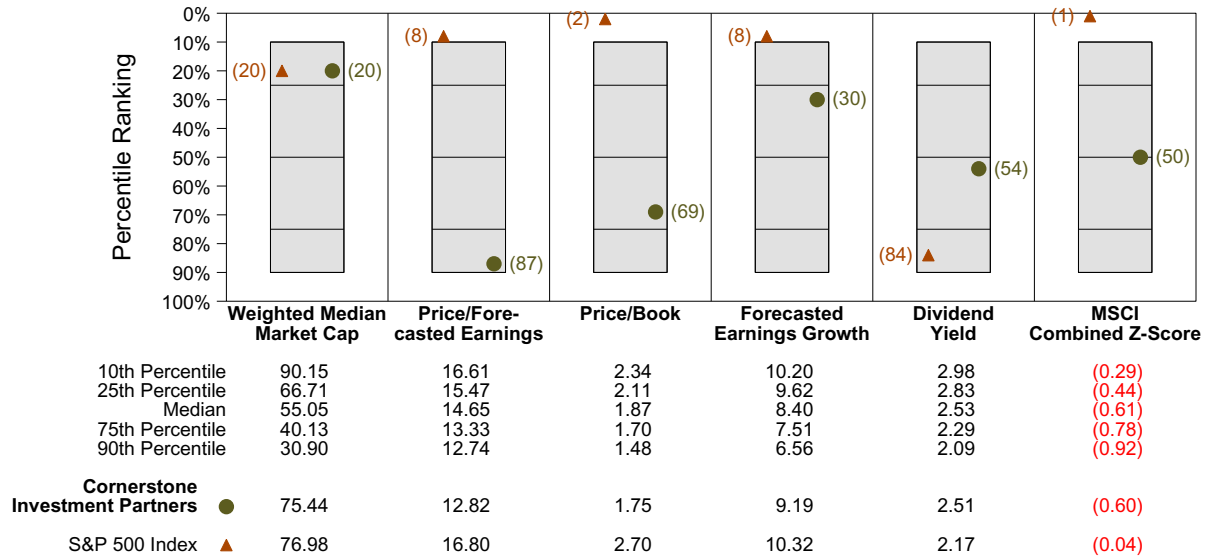 Percentile Ranking
0%
10%
20%
30%
40%
50%
60%
70%
80%
90%
100%
(20) (20)
(8) (87)
(2) (69)
(8) (30)
(84) (54)
(1) (50)
Weighted Median Market Cap
Price/Fore-casted Earnings
Price/Book
Forecasted Earnings Growth
Dividend Yield
MSCI Combined Z-Score
10th Percentile 90.15 16.61 2.34 10.20 2.98 (0.29)
25th Percentile 66.71 15.47 2.11 9.62 2.83 (0.44)
Median 55.05 14.65 1.87 8.40 2.53 (0.61)
75th Percentile 40.13 13.33 1.70 7.51 2.29 (0.78)
90th Percentile 30.90 12.74 1.48 6.56 2.09 (0.92)
Cornerstone
Investment Partners 75.44 12.82 1.75 9.19 2.51 (0.60)
S&P 500 Index 76.98 16.80 2.70 10.32 2.17 (0.04)